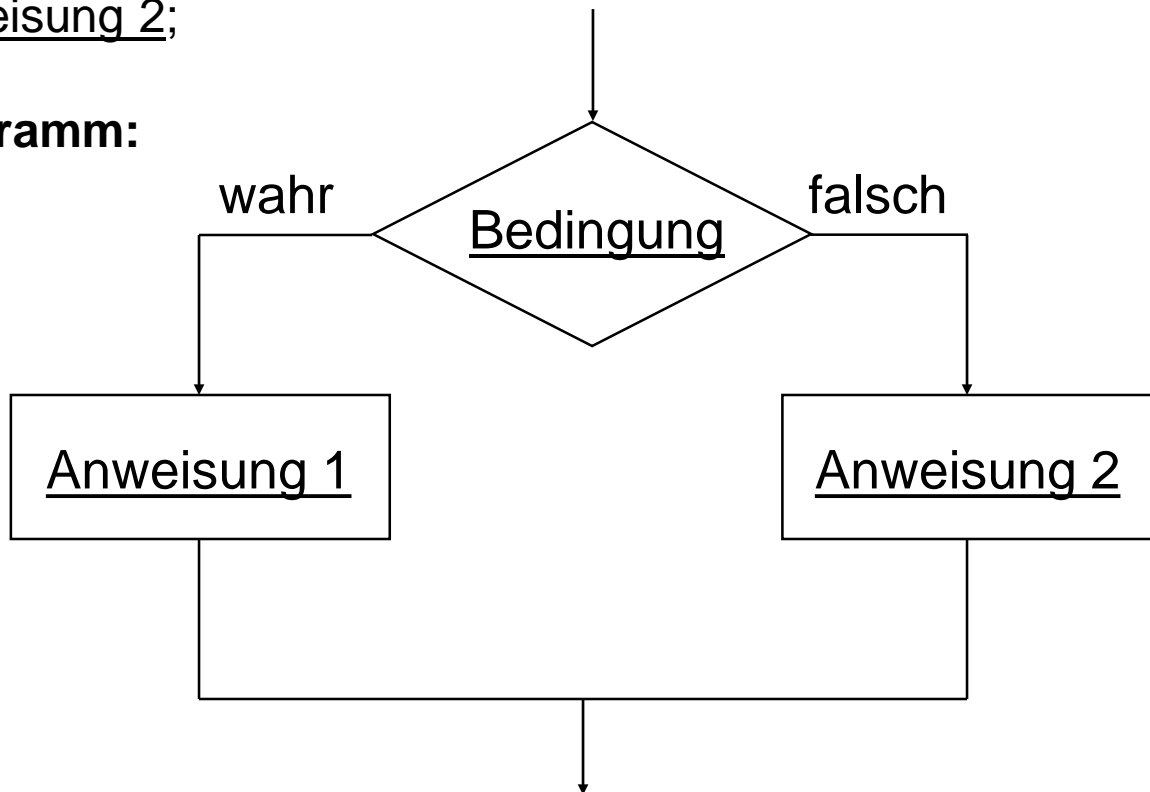 eisung 2;
ramm:
wahr
falsch
Bedingung
Anweisung 1
Anweisung 2